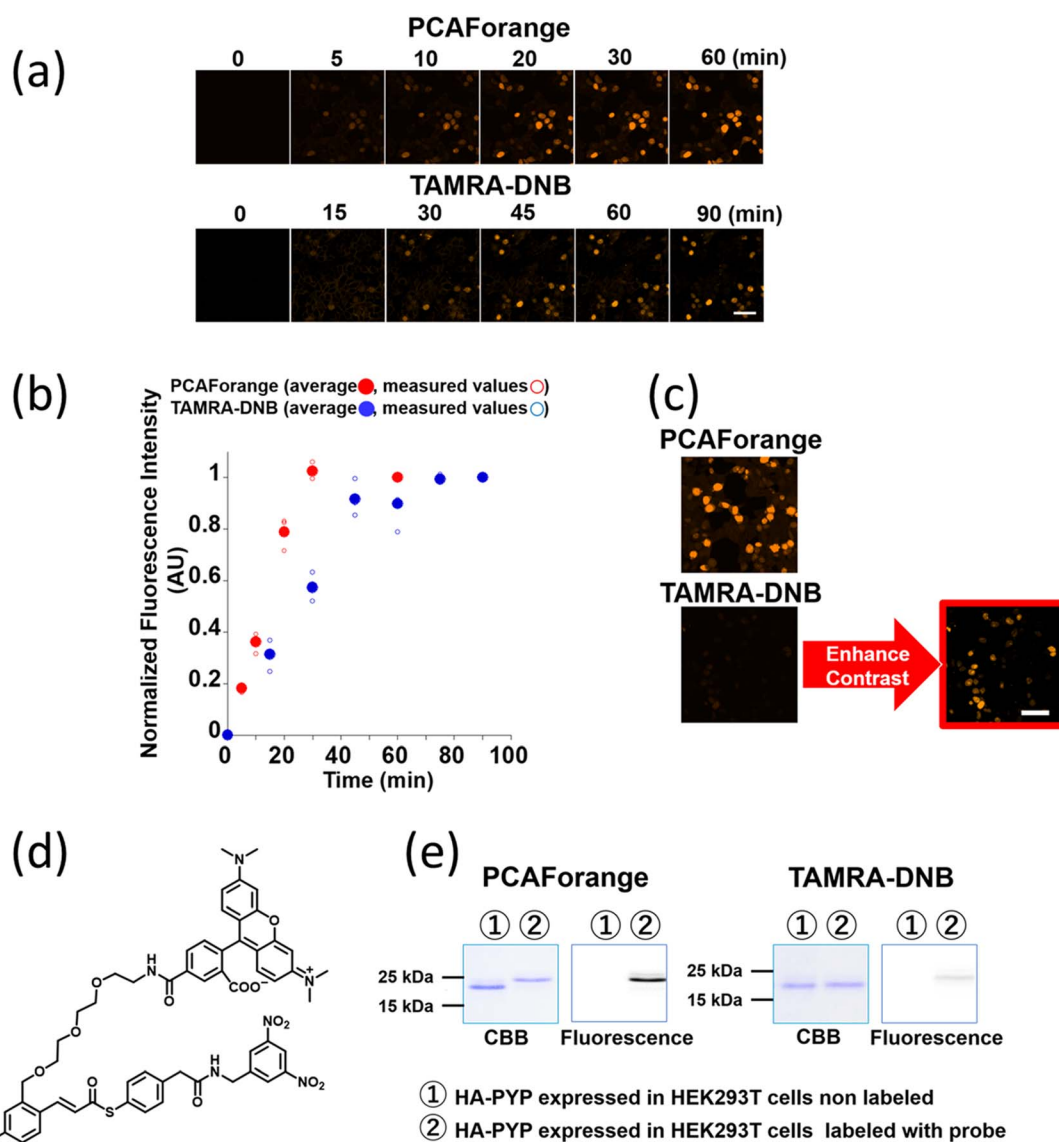 (a)
PCAForange
0 5 10 20 30 60 (min)
TAMRA-DNB
0 15 30 45 60 90 (min)
(b)
PCAForange (average , measured values )
TAMRA-DNB (average , measured values )
Normalized Fluorescence Intensity
(AU)
1
0.8
0.6
0.4
0.2
0
0 20 40 60 80 100
Time (min)
(c)
PCAForange
TAMRA-DNB
Enhance
Contrast
(d)
N
O
N+
H
N
O
COO−
O
O
O
O
S
O
H
N
NO2
NO2
(e)
PCAForange
① ② ① ②
25 kDa
15 kDa
CBB Fluorescence
TAMRA-DNB
① ② ① ②
25 kDa
15 kDa
CBB Fluorescence
① HA-PYP expressed in HEK293T cells non labeled
② HA-PYP expressed in HEK293T cells labeled with probe